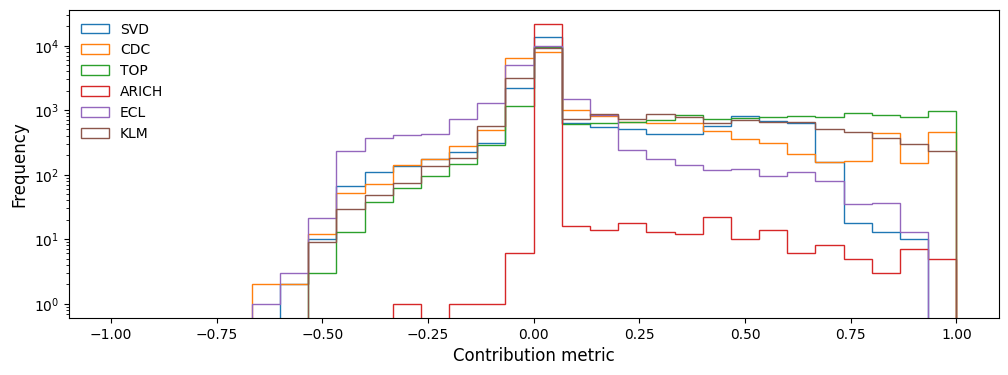 SVD
CDC
TOP
ARICH
ECL
KLM
Frequency
10⁴
10³
10²
10¹
10⁰
−1.00 −0.75 −0.50 −0.25 0.00 0.25 0.50 0.75 1.00
Contribution metric